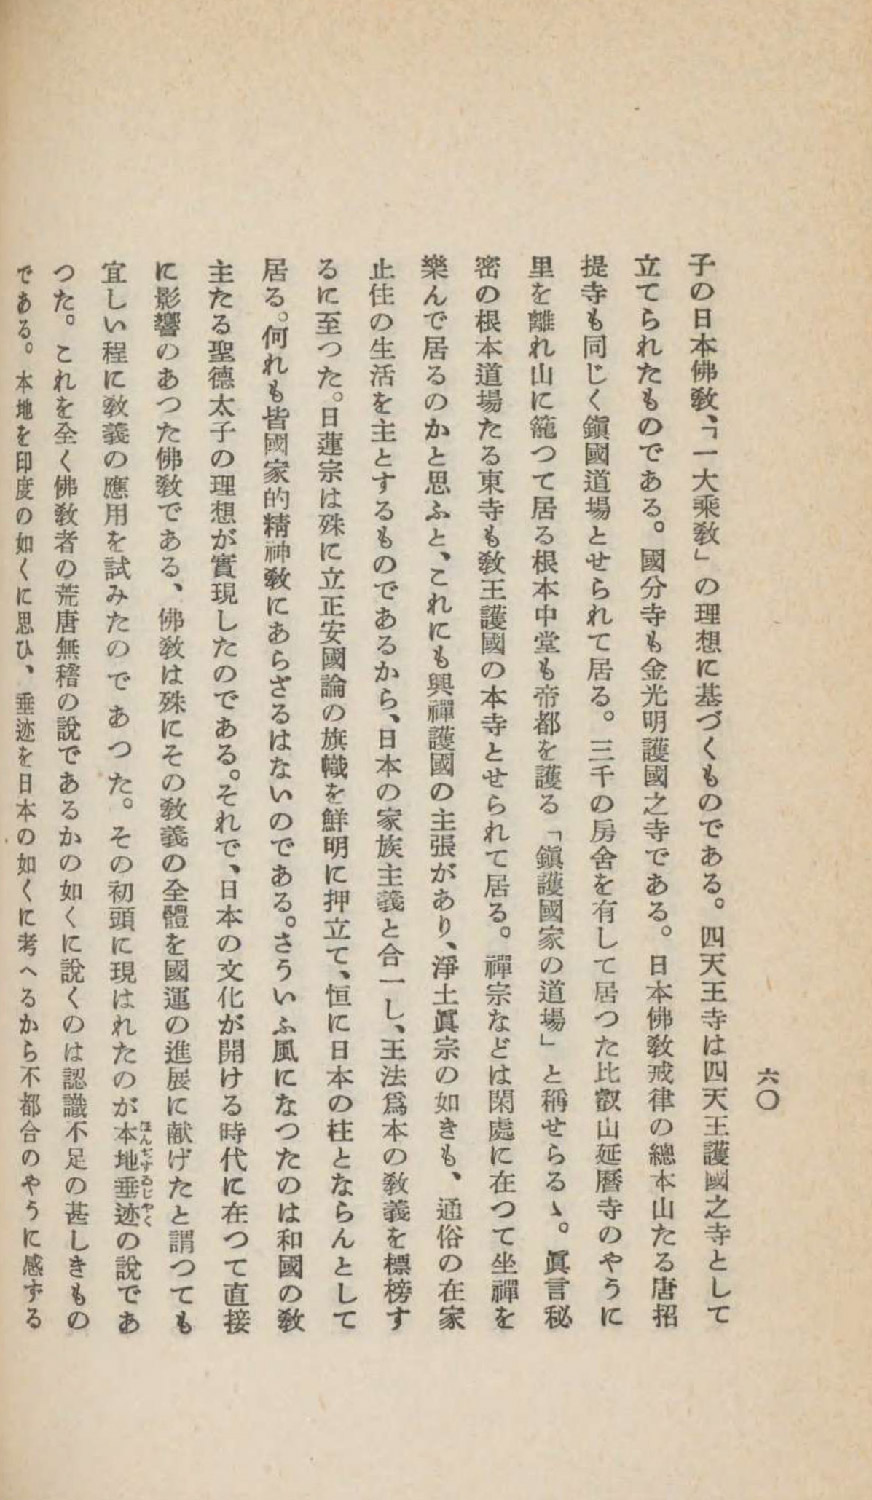 六〇
子の日本佛敎、「一大乘敎」の理想に基づくものである。四天王寺は四天王護國之寺として
立てられたものである。國分寺も金光明護國之寺である。日本佛敎戒律の總本山たる唐招
提寺も同じく鎭國道場とせられて居る。三千の房舍を有して居つた比叡山延曆寺のやうに
里を離れ山に籠つて居る根本中堂も帝都を護る「鎭護國家の道場」と稱せらるゝ。眞言秘
密の根本道場たる東寺も敎王護國の本寺とせられて居る。禪宗などは閑處に在つて坐禪を
樂んで居るのかと思ふと、これにも興禪護國の主張があり、淨土眞宗の如きも、通俗の在家
止住の生活を主とするものであるから、日本の家族主義と合一し、王法爲本の敎義を標榜す
るに至つた。日蓮宗は殊に立正安國論の旗幟を鮮明に押立て、恒に日本の柱とならんとして
居る。何れも皆國家的精神敎にあらざるはないのである。さういふ風になつたのは和國の敎
主たる聖德太子の理想が實現したのである。それで、日本の文化が開ける時代に在つて直接
に影響のあつた佛敎である、佛敎は殊にその敎義の全體を國運の進展に献げたと謂つても
宜しい程に敎義の應用を試みたのであつた。その初頭に現はれたのが本地垂迹の說であ
つた。これを全く佛敎者の荒唐無稽の說であるかの如くに說くのは認識不足の甚しきもの
である。本地を印度の如くに思ひ、垂迹を日本の如くに考へるから不都合のやうに感ずる